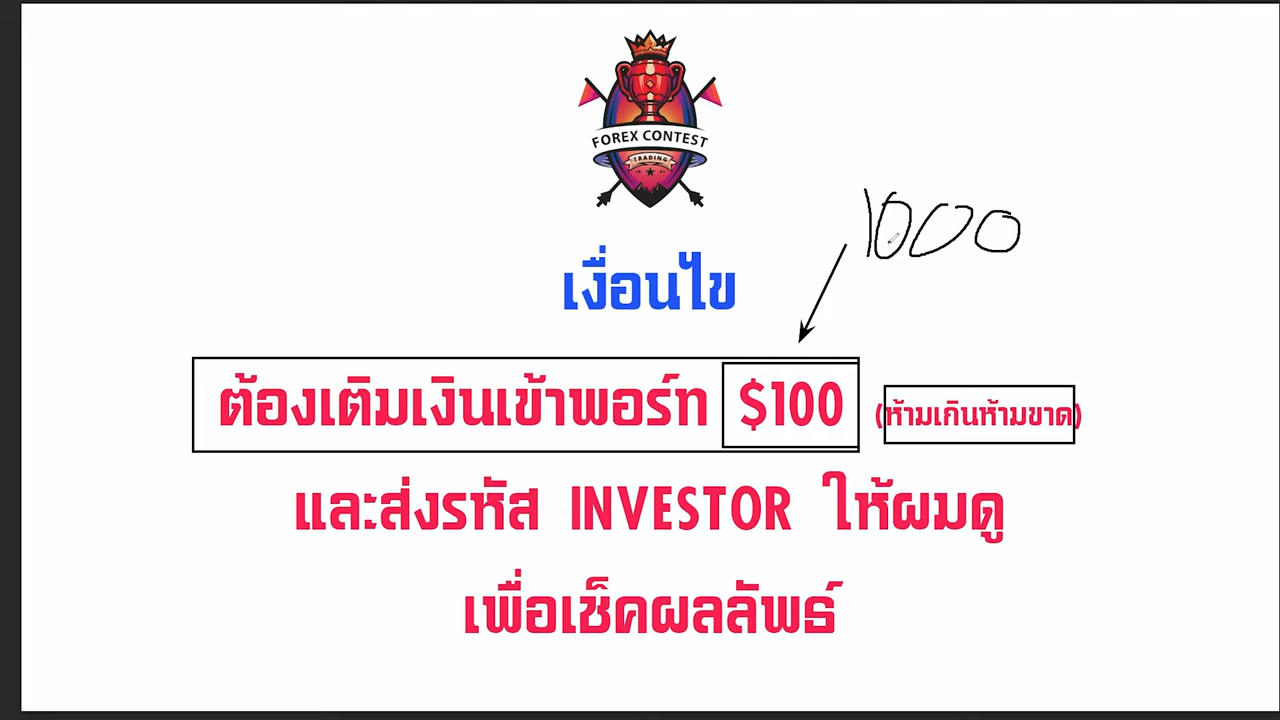 FOREX CONTEST
TRADING
1000
เงื่อนไข
ต้องเติมเงินเข้าพอร์ท $100 (ห้ามเกินห้ามขาด)
และส่งรหัส INVESTOR ให้ผมดู
เพื่อเช็คผลลัพธ์